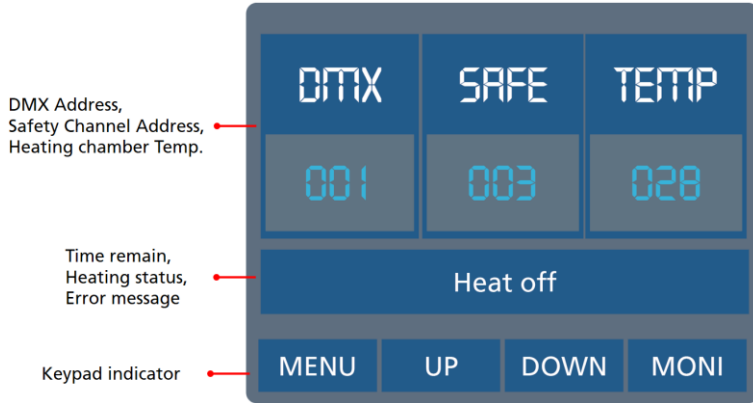 DMX Address,
Safety Channel Address,
Heating chamber Temp.
DMX SAFE TEMP
001 003 028
Time remain,
Heating status,
Error message
Heat off
Keypad indicator
MENU UP DOWN MONI